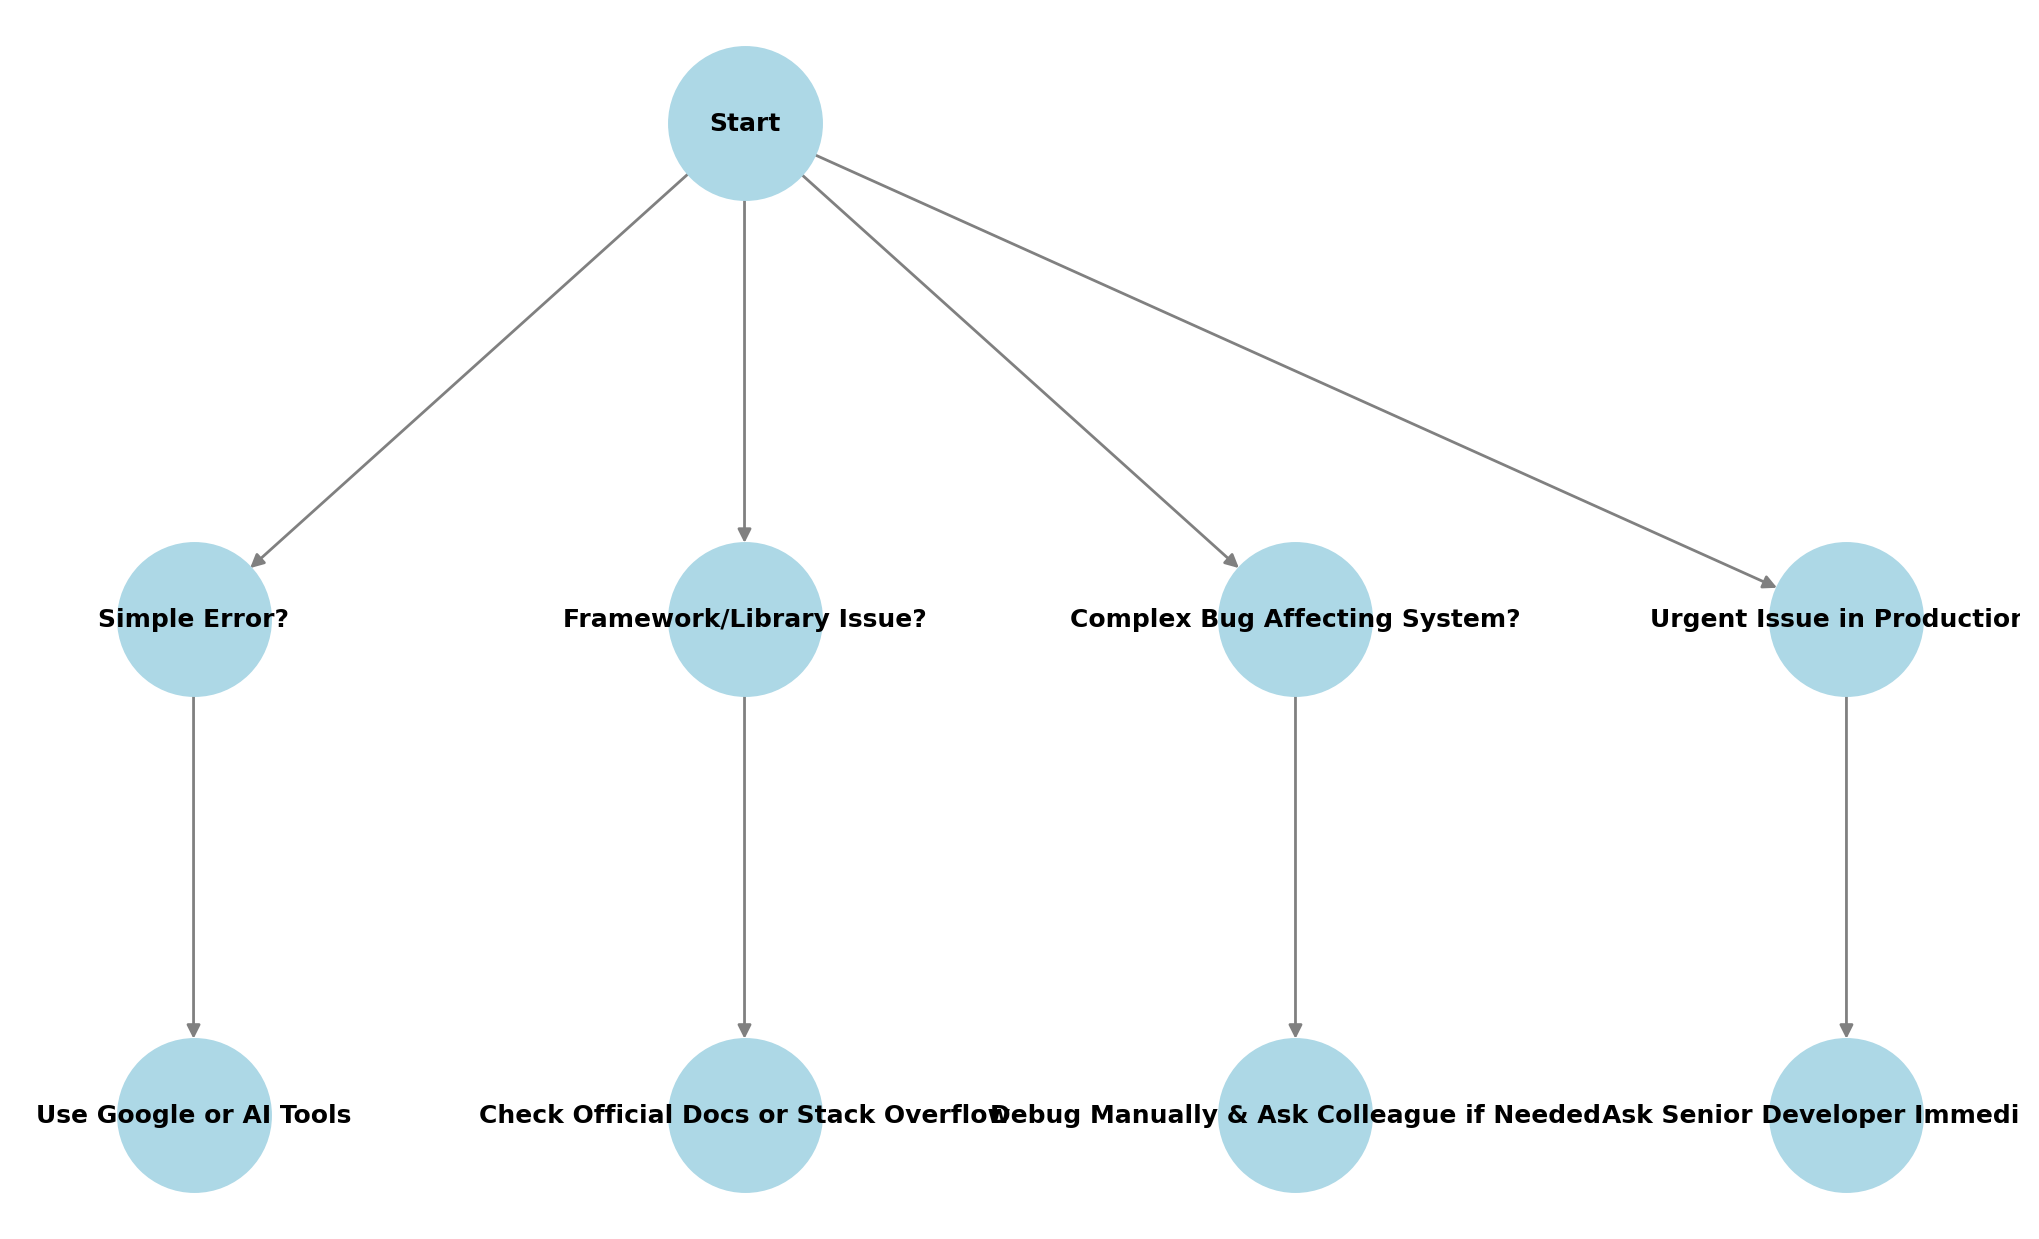 Start
Simple Error?
Framework/Library Issue?
Complex Bug Affecting System?
Urgent Issue in Production
Use Google or AI Tools
Check Official Docs or Stack Overflow
Debug Manually & Ask Colleague if Needed
Ask Senior Developer Immedi